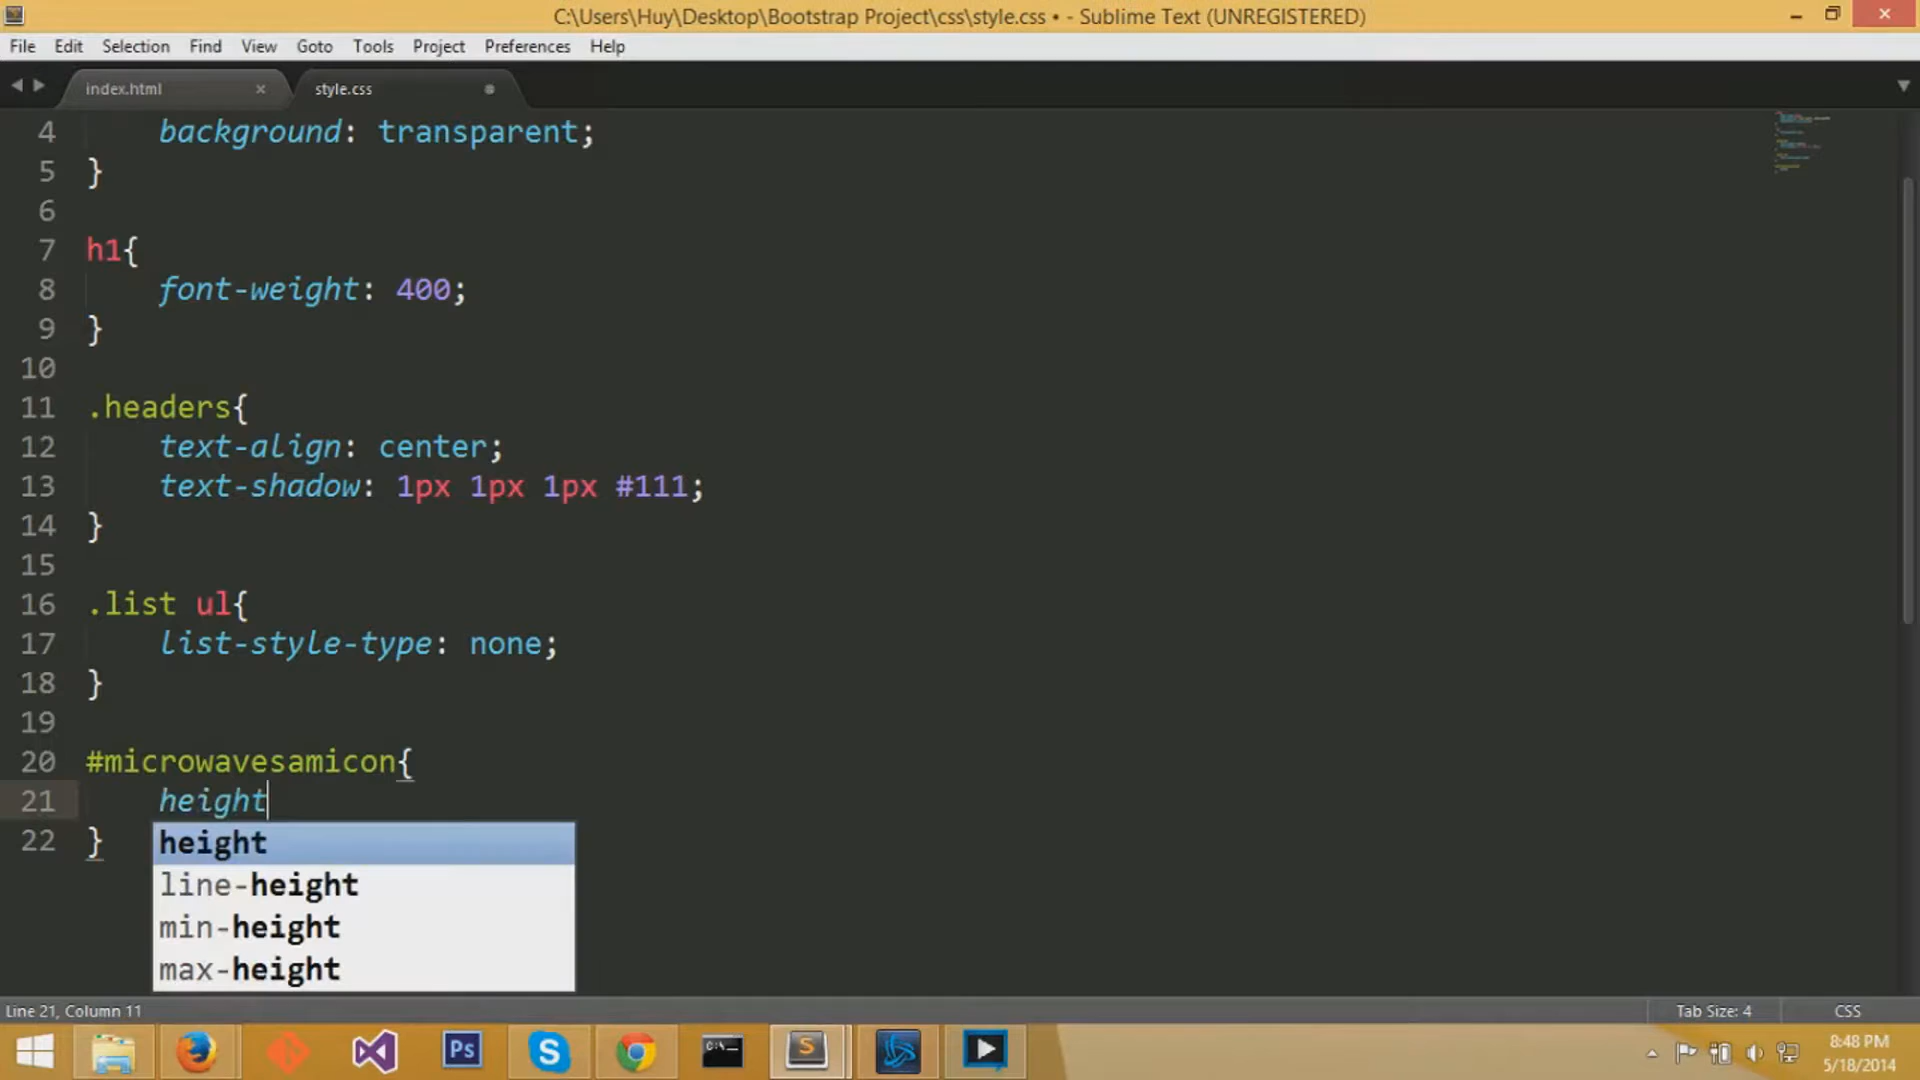 C:\Users\Huy\Desktop\Bootstrap Project\css\style.css • - Sublime Text (UNREGISTERED)
File Edit Selection Find View Goto Tools Project Preferences Help
index.html × style.css
4 background: transparent;
5 }
6
7 h1{
8 font-weight: 400;
9 }
10
11 .headers{
12 text-align: center;
13 text-shadow: 1px 1px 1px #111;
14 }
15
16 .list ul{
17 list-style-type: none;
18 }
19
20 #microwavesamicon{
21 height
22 }
height
line-height
min-height
max-height
Line 21, Column 11 Tab Size: 4 CSS
Ps S C:\_ S
8:48 PM
5/18/2014